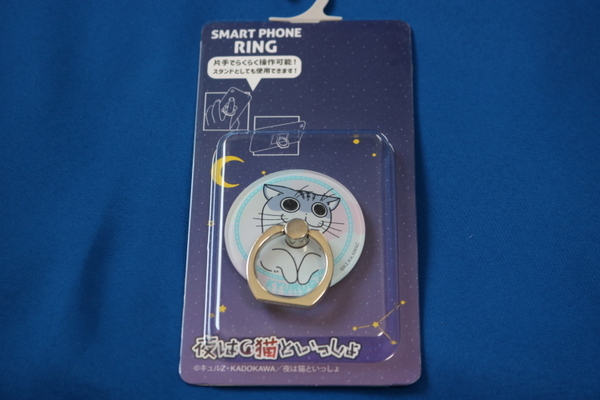 SMART PHONE
RING
片手でらくらく操作可能!
スタンドとしても使用できます!
夜は猫といっしょ
©キュルZ・KADOKAWA/夜は猫といっしょ